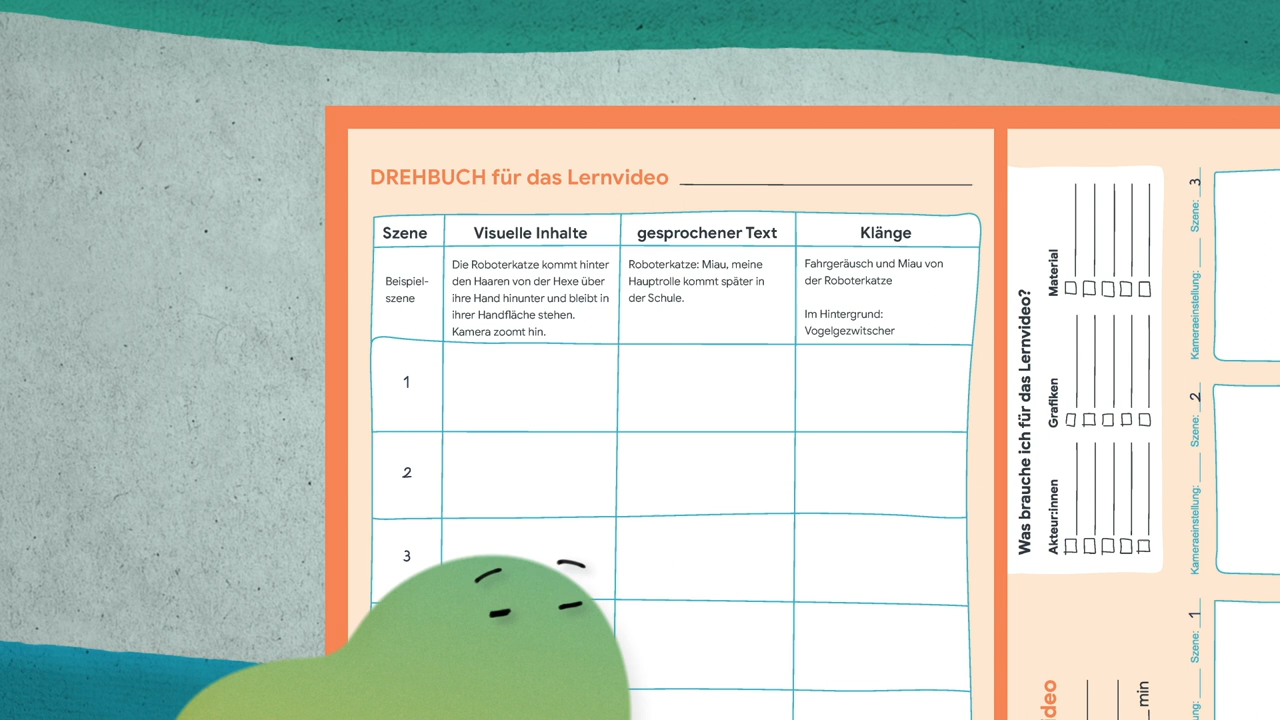 DREHBUCH für das Lernvideo
Szene
Visuelle Inhalte
gesprochener Text
Klänge
Beispiel-
szene
Die Roboterkatze kommt hinter
den Haaren von der Hexe über
ihre Hand hinunter und bleibt in
ihrer Handfläche stehen.
Kamera zoomt hin.
Roboterkatze: Miau, meine
Hauptrolle kommt später in
der Schule.
Fahrgeräusch und Miau von
der Roboterkatze
Im Hintergrund:
Vogelgezwitscher
1
2
3
Was brauche ich für das Lernvideo?
Akteur:innen
Grafiken
Material
Kameraeinstellung: Szene: 3
Kameraeinstellung: Szene: 2
Szene: 1
min